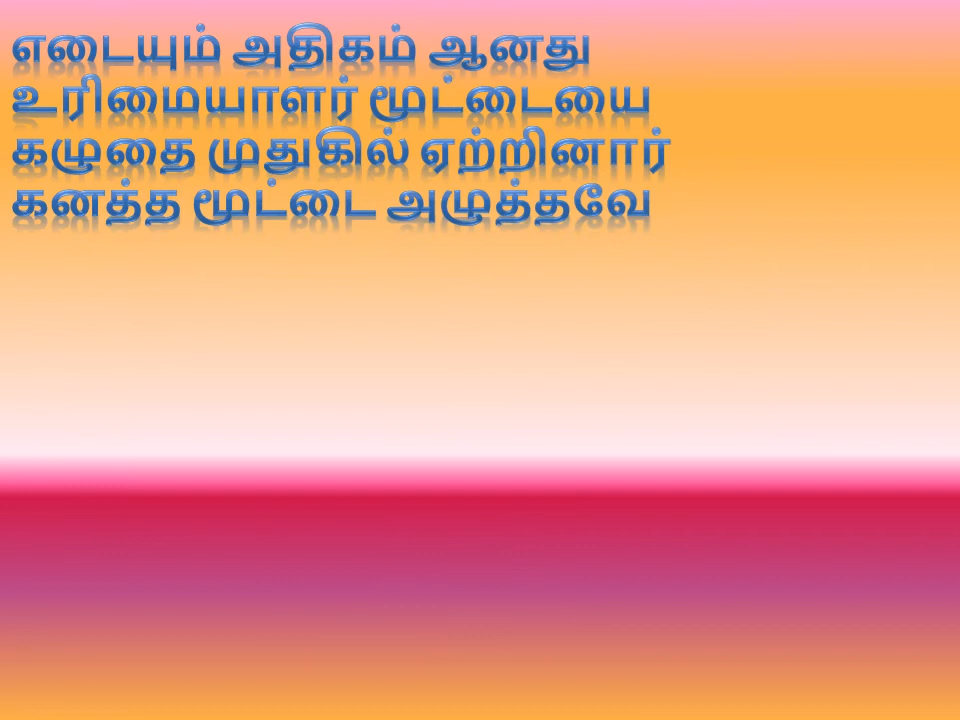 எடையும் அதிகம் ஆனது
உரிமையாளர் மூட்டையை
கழுதை முதுகில் ஏற்றினார்
கனத்த மூட்டை அழுத்தவே